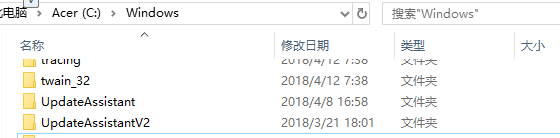 电脑 > Acer (C:) > Windows
搜索"Windows"
名称 修改日期 类型 大小
tracing 2018/4/12 7:38 文件夹
twain_32 2018/4/12 7:38 文件夹
UpdateAssistant 2018/4/8 16:58 文件夹
UpdateAssistantV2 2018/3/21 18:01 文件夹